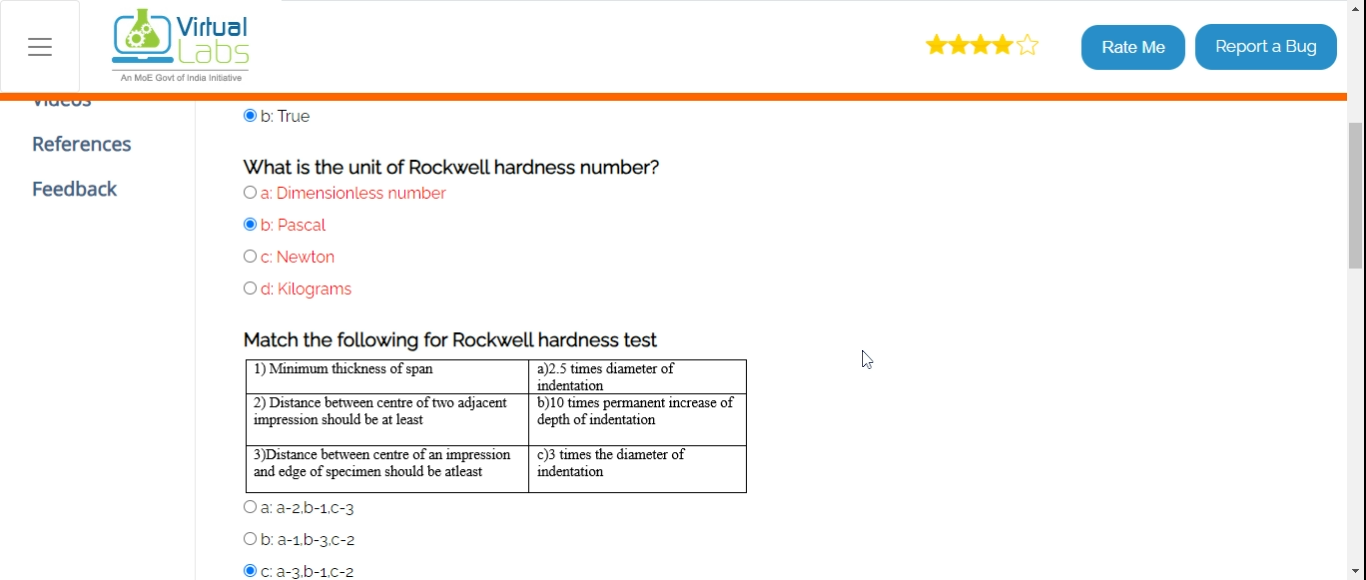 Virtual
Labs
An MoE Govt of India Initiative
Rate Me
Report a Bug
Videos
References
Feedback
b: True
What is the unit of Rockwell hardness number?
a: Dimensionless number
b: Pascal
c: Newton
d: Kilograms
Match the following for Rockwell hardness test
1) Minimum thickness of span
a)2.5 times diameter of
indentation
2) Distance between centre of two adjacent
impression should be at least
b)10 times permanent increase of
depth of indentation
3)Distance between centre of an impression
and edge of specimen should be atleast
c)3 times the diameter of
indentation
a: a-2,b-1,c-3
b: a-1,b-3,c-2
c: a-3,b-1,c-2